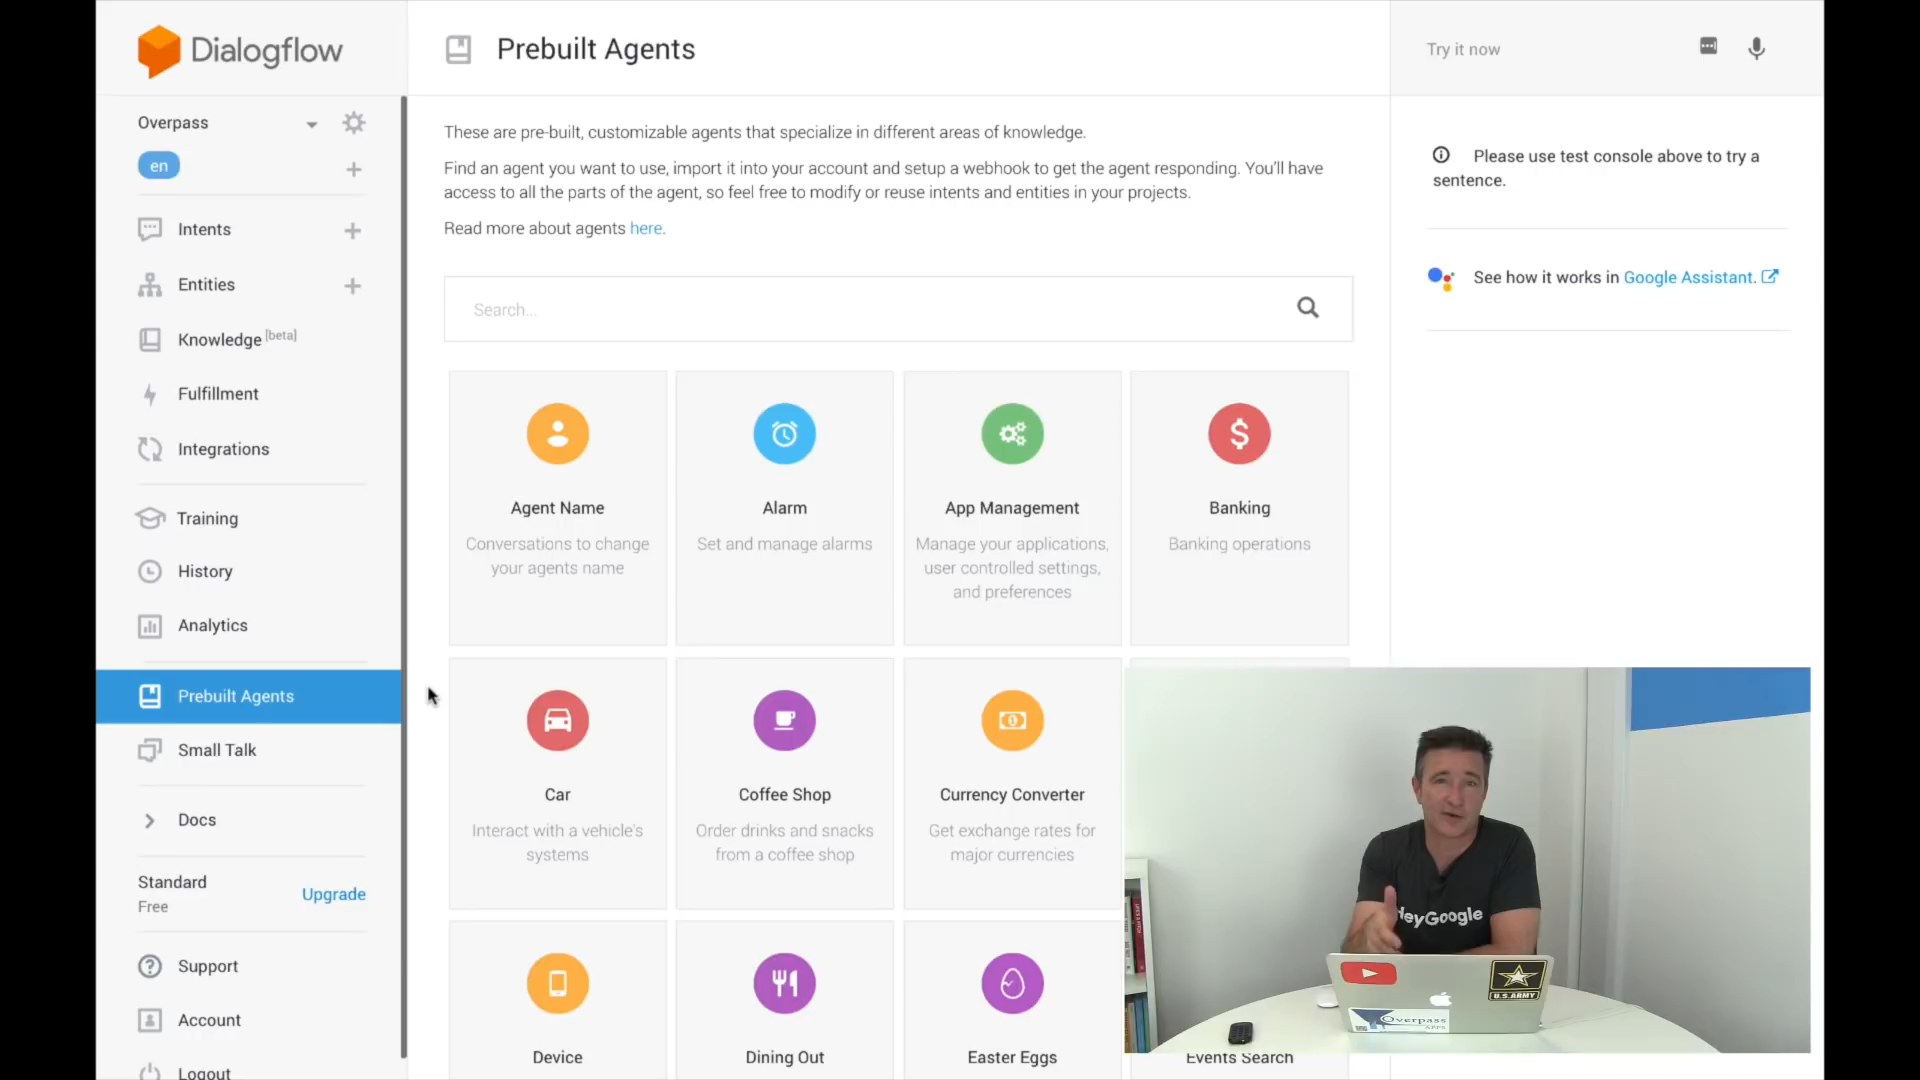 Dialogflow
Prebuilt Agents
Try it now
Overpass
en
Intents
Entities
Knowledge [beta]
Fulfillment
Integrations
Training
History
Analytics
Prebuilt Agents
Small Talk
Docs
Standard
Free
Upgrade
Support
Account
Logout
These are pre-built, customizable agents that specialize in different areas of knowledge.
Find an agent you want to use, import it into your account and setup a webhook to get the agent responding. You'll have
access to all the parts of the agent, so feel free to modify or reuse intents and entities in your projects.
Read more about agents here.
Search...
Agent Name
Conversations to change
your agents name
Alarm
Set and manage alarms
App Management
Manage your applications,
user controlled settings,
and preferences
Banking
Banking operations
Car
Interact with a vehicle's
systems
Coffee Shop
Order drinks and snacks
from a coffee shop
Currency Converter
Get exchange rates for
major currencies
Device
Dining Out
Easter Eggs
Events Search
Please use test console above to try a
sentence.
See how it works in Google Assistant.
HeyGoogle
U.S.ARMY
Overpass
APPS